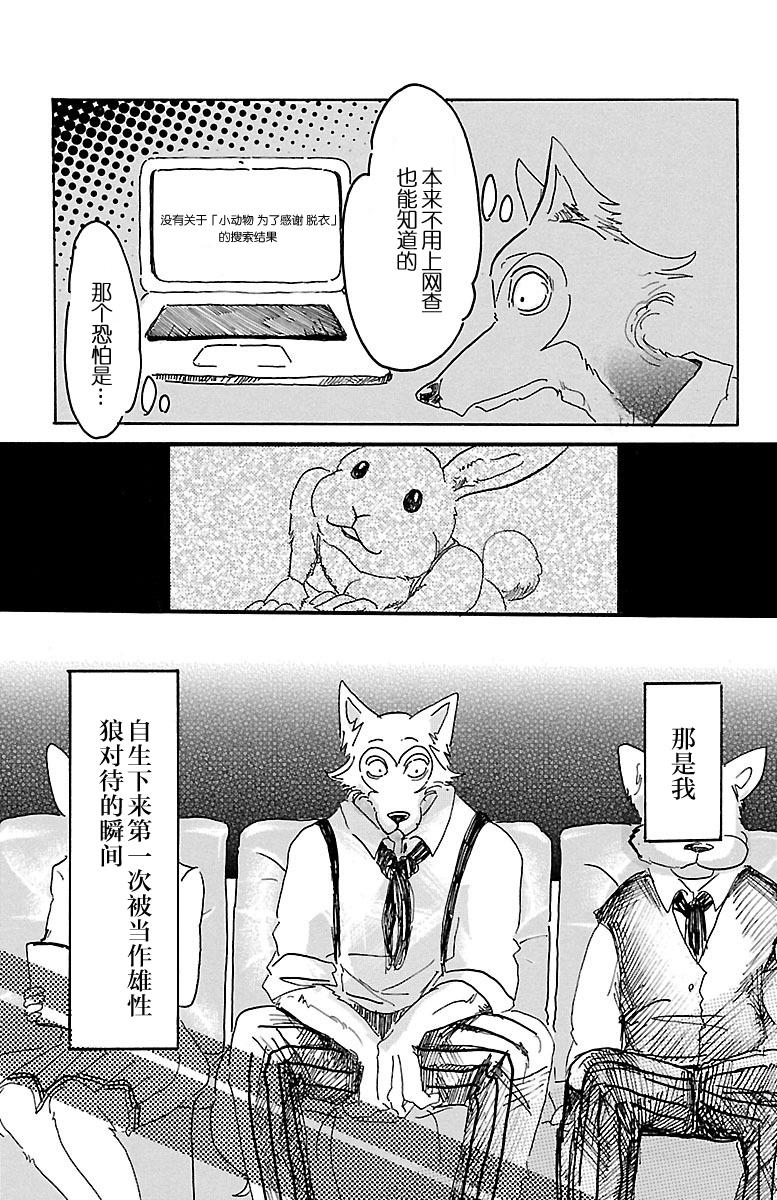 本来不用上网查
也能知道的
没有关于「小动物 为了感谢 脱衣」
的搜索结果
那个恐怕是…
那是我
自生下来第一次被当作雄性
狼对待的瞬间